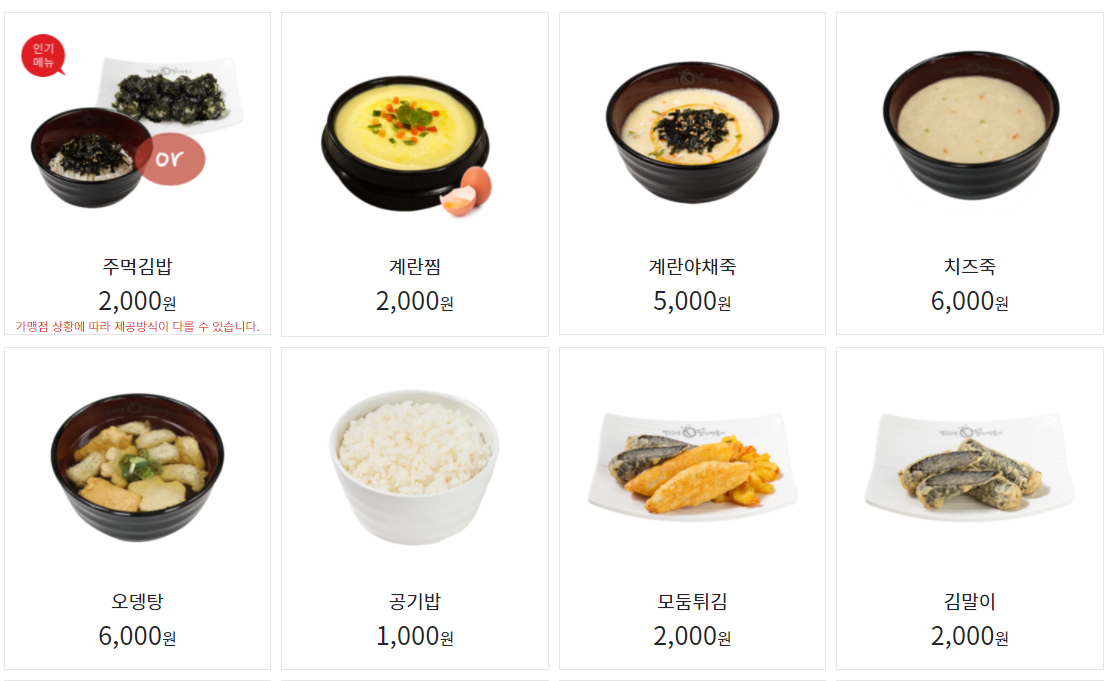 인기
메뉴
or
주먹김밥
2,000원
가맹점 상황에 따라 제공방식이 다를 수 있습니다.
계란찜
2,000원
계란야채죽
5,000원
치즈죽
6,000원
오뎅탕
6,000원
공기밥
1,000원
모둠튀김
2,000원
김말이
2,000원